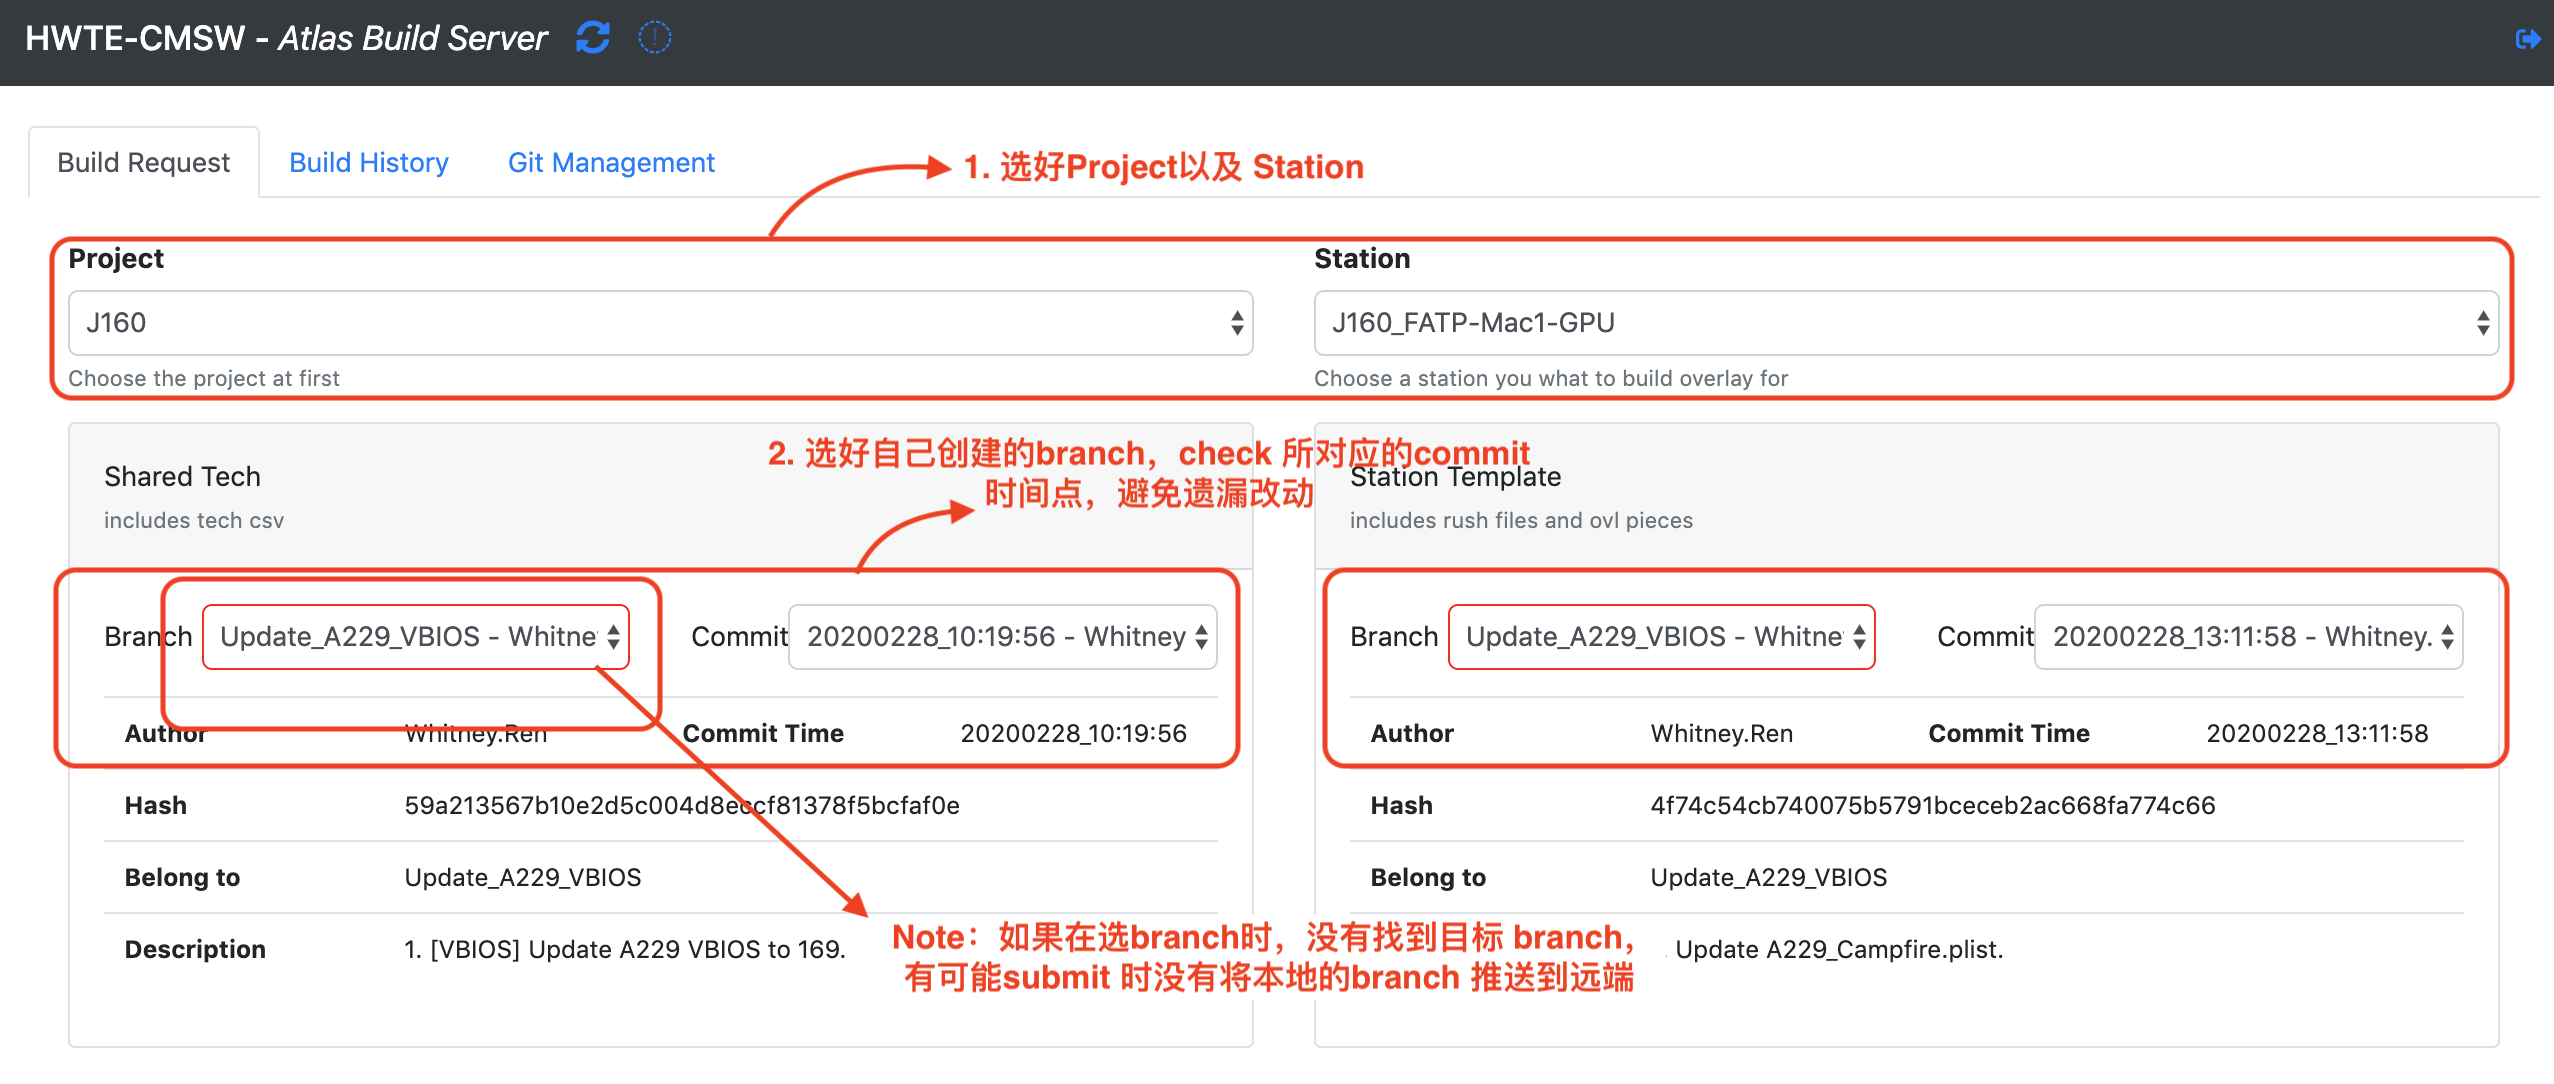 HWTE-CMSW - Atlas Build Server
Build Request
Build History
Git Management
1. 选好Project以及 Station
Project
J160
Choose the project at first
Station
J160_FATP-Mac1-GPU
Choose a station you what to build overlay for
2. 选好自己创建的branch，check 所对应的commit
时间点，避免遗漏改动
Shared Tech
includes tech csv
Branch
Update_A229_VBIOS - Whitne
Commit
20200228_10:19:56 - Whitney
Author
Whitney.Ren
Commit Time
20200228_10:19:56
Hash
59a213567b10e2d5c004d8eccf81378f5bcfaf0e
Belong to
Update_A229_VBIOS
Description
1. [VBIOS] Update A229 VBIOS to 169.
Note：如果在选branch时，没有找到目标 branch，
有可能submit 时没有将本地的branch 推送到远端
Station Template
includes rush files and ovl pieces
Branch
Update_A229_VBIOS - Whitne
Commit
20200228_13:11:58 - Whitney.
Author
Whitney.Ren
Commit Time
20200228_13:11:58
Hash
4f74c54cb740075b5791bceceb2ac668fa774c66
Belong to
Update_A229_VBIOS
Update A229_Campfire.plist.